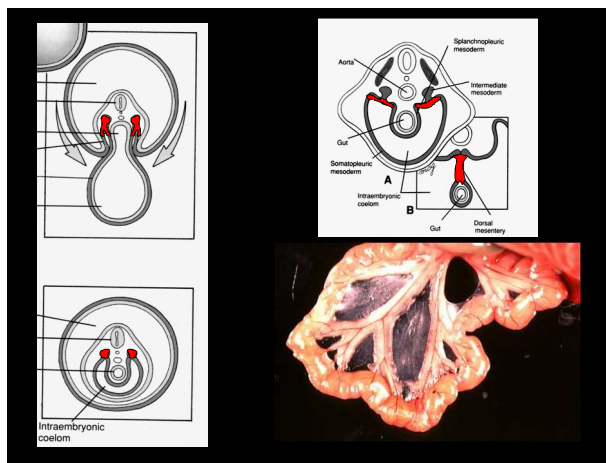 Intraembryonic
coelom
Splanchnopleuric
mesoderm
Aorta
Intermediate
mesoderm
Gut
Somatopleuric
mesoderm
A
Intraembryonic
coelom
B
Gut
Dorsal
mesentery